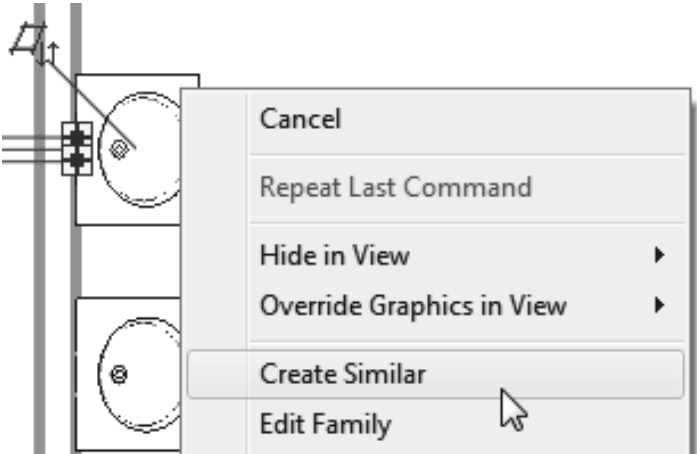 Cancel
Repeat Last Command
Hide in View
Override Graphics in View
Create Similar
Edit Family